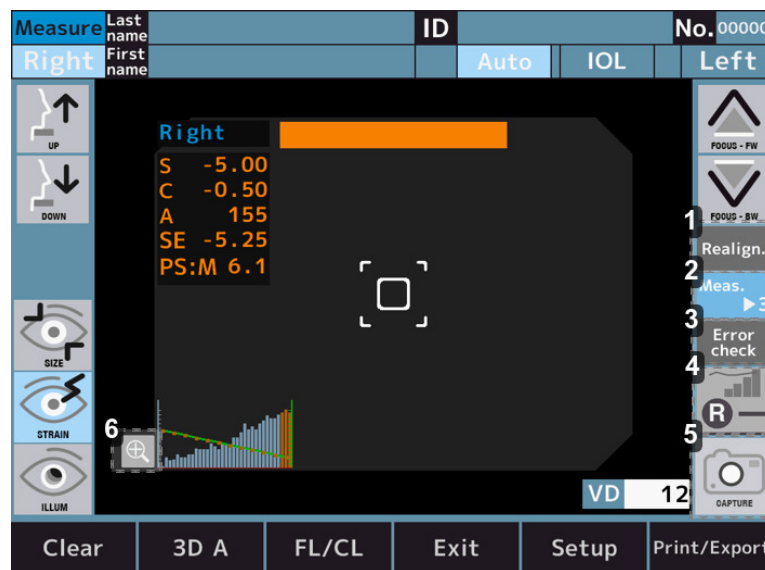 Measure Last name ID No. 00000
Right First name Auto IOL Left
UP
DOWN
SIZE
STRAIN
ILLUM
Right
S -5.00
C -0.50
A 155
SE -5.25
PS:M 6.1
6
VD 12
FOCUS - FW
FOCUS - BW
1
Realign.
2
Meas.
▶3
3
Error
check
4
R
5
CAPTURE
Clear 3D A FL/CL Exit Setup Print/Export